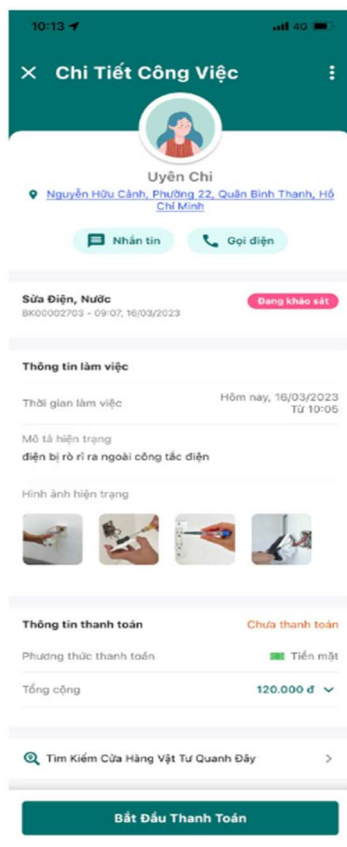 10:13
4G
Chi Tiết Công Việc
Uyên Chi
Nguyễn Hữu Cảnh, Phường 22, Quận Bình Thạnh, Hồ
Chí Minh
Nhắn tin
Gọi điện
Sửa Điện, Nước
Đang khảo sát
BK00002703 - 09:07, 16/03/2023
Thông tin làm việc
Thời gian làm việc
Hôm nay, 16/03/2023
Từ 10:05
Mô tả hiện trạng
điện bị rò rỉ ra ngoài công tắc điện
Hình ảnh hiện trạng
Thông tin thanh toán
Chưa thanh toán
Phương thức thanh toán
Tiền mặt
Tổng cộng
120.000 đ
Tìm Kiếm Cửa Hàng Vật Tư Quanh Đây
Bắt Đầu Thanh Toán